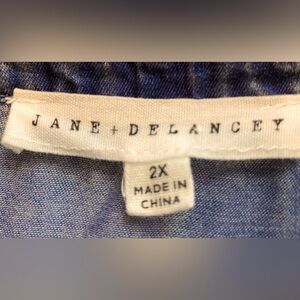 JANE + DELANCEY
2X
MADE IN
CHINA